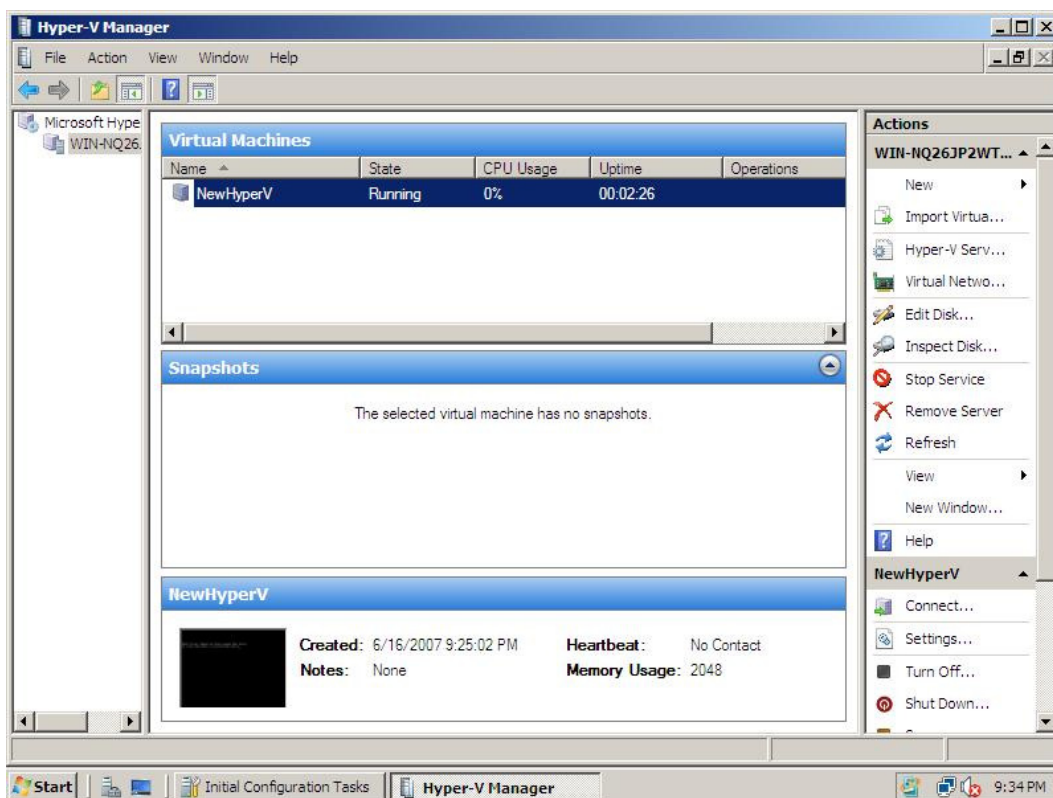 Hyper-V Manager
File Action View Window Help
Microsoft Hype
WIN-NQ26.
Virtual Machines
Name State CPU Usage Uptime Operations
NewHyperV Running 0% 00:02:26
Snapshots
The selected virtual machine has no snapshots.
NewHyperV
Created: 6/16/2007 9:25:02 PM Heartbeat: No Contact
Notes: None Memory Usage: 2048
Actions
WIN-NQ26JP2WT...
New
Import Virtua...
Hyper-V Serv...
Virtual Netwo...
Edit Disk...
Inspect Disk...
Stop Service
Remove Server
Refresh
View
New Window...
Help
NewHyperV
Connect...
Settings...
Turn Off...
Shut Down...
Start Initial Configuration Tasks Hyper-V Manager 9:34 PM